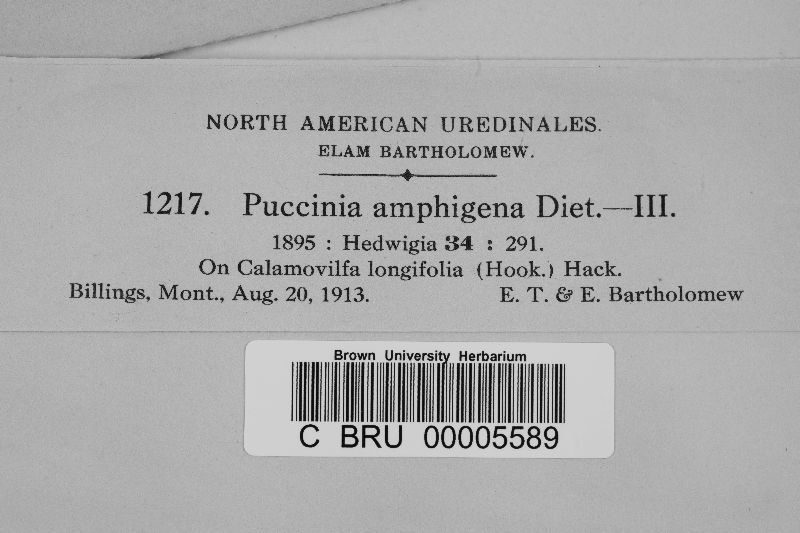 NORTH AMERICAN UREDINALES.
ELAM BARTHOLOMEW.
1217. Puccinia amphigena Diet.—III.
1895 : Hedwigia 34 : 291.
On Calamovilfa longifolia (Hook.) Hack.
Billings, Mont., Aug. 20, 1913. E. T. & E. Bartholomew
Brown University Herbarium
C BRU 00005589